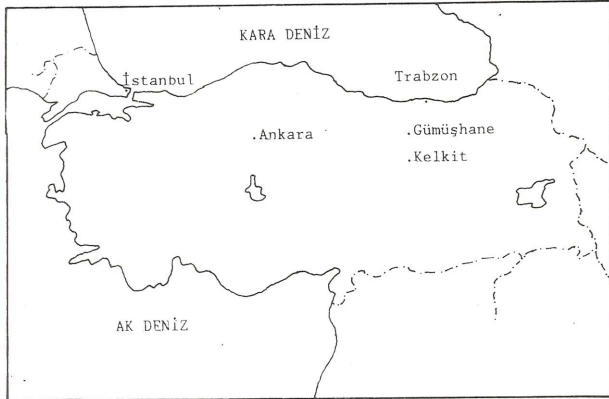 KARA DENİZ
İstanbul
Trabzon
.Ankara
.Gümüşhane
.Kelkit
AK DENİZ